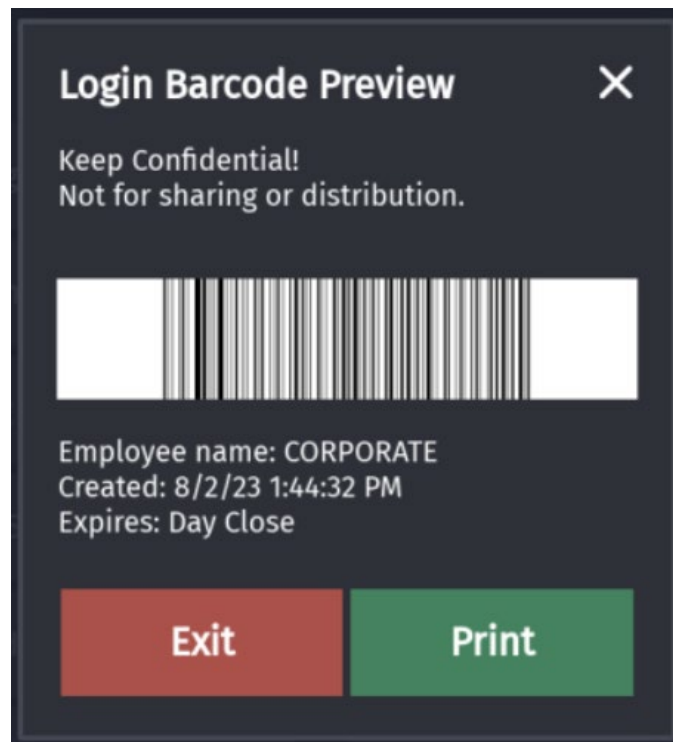 Login Barcode Preview
Keep Confidential!
Not for sharing or distribution.
Employee name: CORPORATE
Created: 8/2/23 1:44:32 PM
Expires: Day Close
Exit
Print